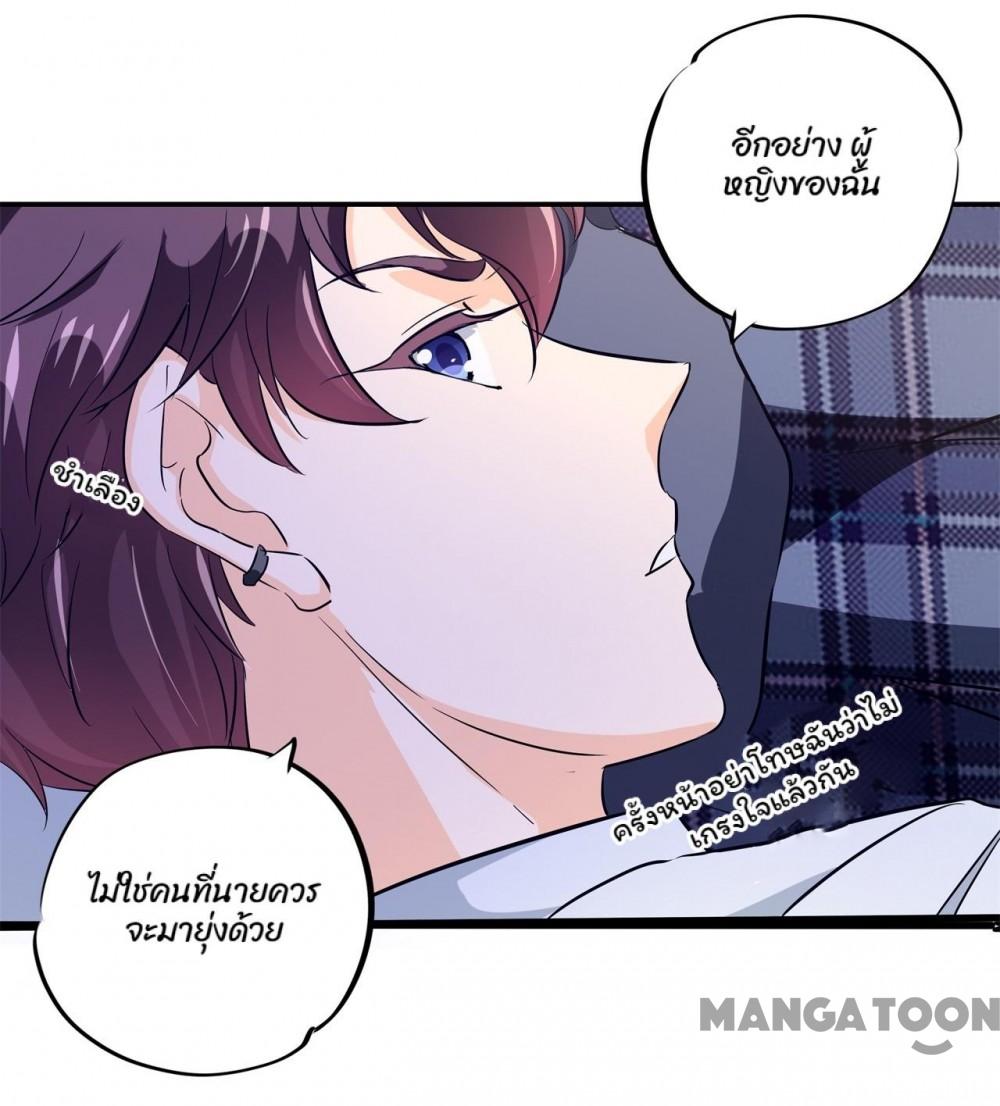 อีกอย่าง ผู้
หญิงของฉัน
ชำเลือง
ครั้งหน้าอย่าโทษฉันว่าไม่
เกรงใจแล้วกัน
ไม่ใช่คนที่นายควร
จะมายุ่งด้วย
MANGATOON